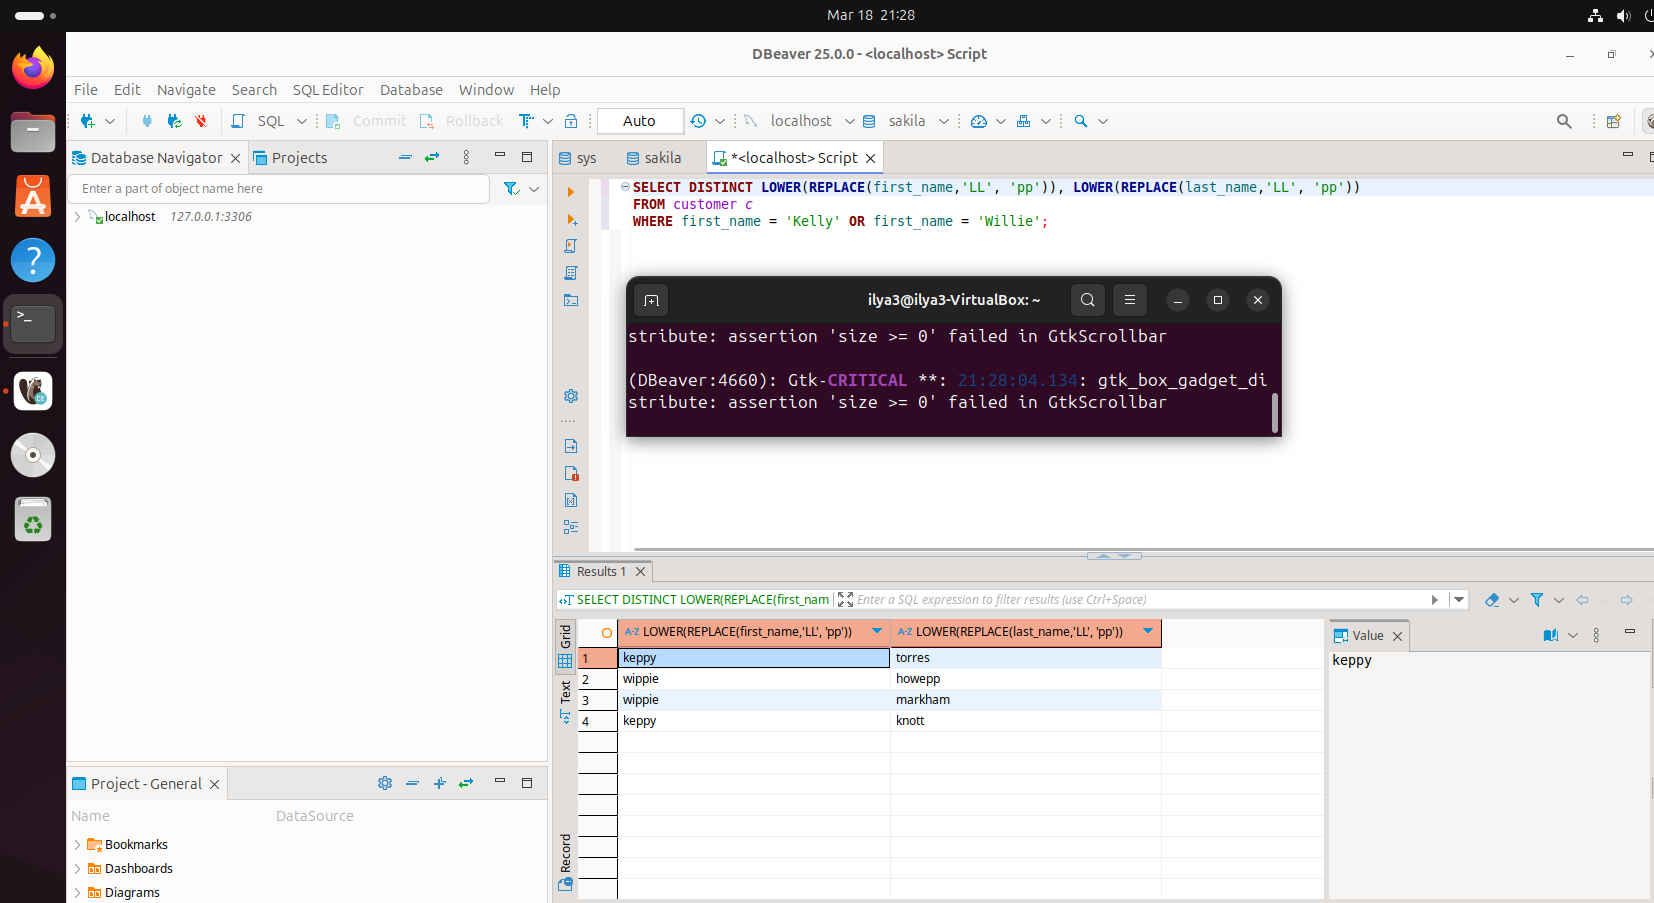 Mar 18 21:28
DBeaver 25.0.0 - <localhost> Script
File Edit Navigate Search SQL Editor Database Window Help
SQL Commit Rollback Auto localhost sakila
Database Navigator Projects
Enter a part of object name here
localhost 127.0.0.1:3306
sys sakila *<localhost> Script
SELECT DISTINCT LOWER(REPLACE(first_name,'LL', 'pp')), LOWER(REPLACE(last_name,'LL', 'pp'))
FROM customer c
WHERE first_name = 'Kelly' OR first_name = 'Willie';
ilya3@ilya3-VirtualBox: ~
stribute: assertion 'size >= 0' failed in GtkScrollbar
(DBeaver:4660): Gtk-CRITICAL **: 21:28:04.134: gtk_box_gadget_di
stribute: assertion 'size >= 0' failed in GtkScrollbar
Results 1
SELECT DISTINCT LOWER(REPLACE(first_nam Enter a SQL expression to filter results (use Ctrl+Space)
Grid
Text
Record
A-Z LOWER(REPLACE(first_name,'LL', 'pp')) A-Z LOWER(REPLACE(last_name,'LL', 'pp'))
1 keppy torres
2 wippie howepp
3 wippie markham
4 keppy knott
Value
keppy
Project - General
Name DataSource
Bookmarks
Dashboards
Diagrams